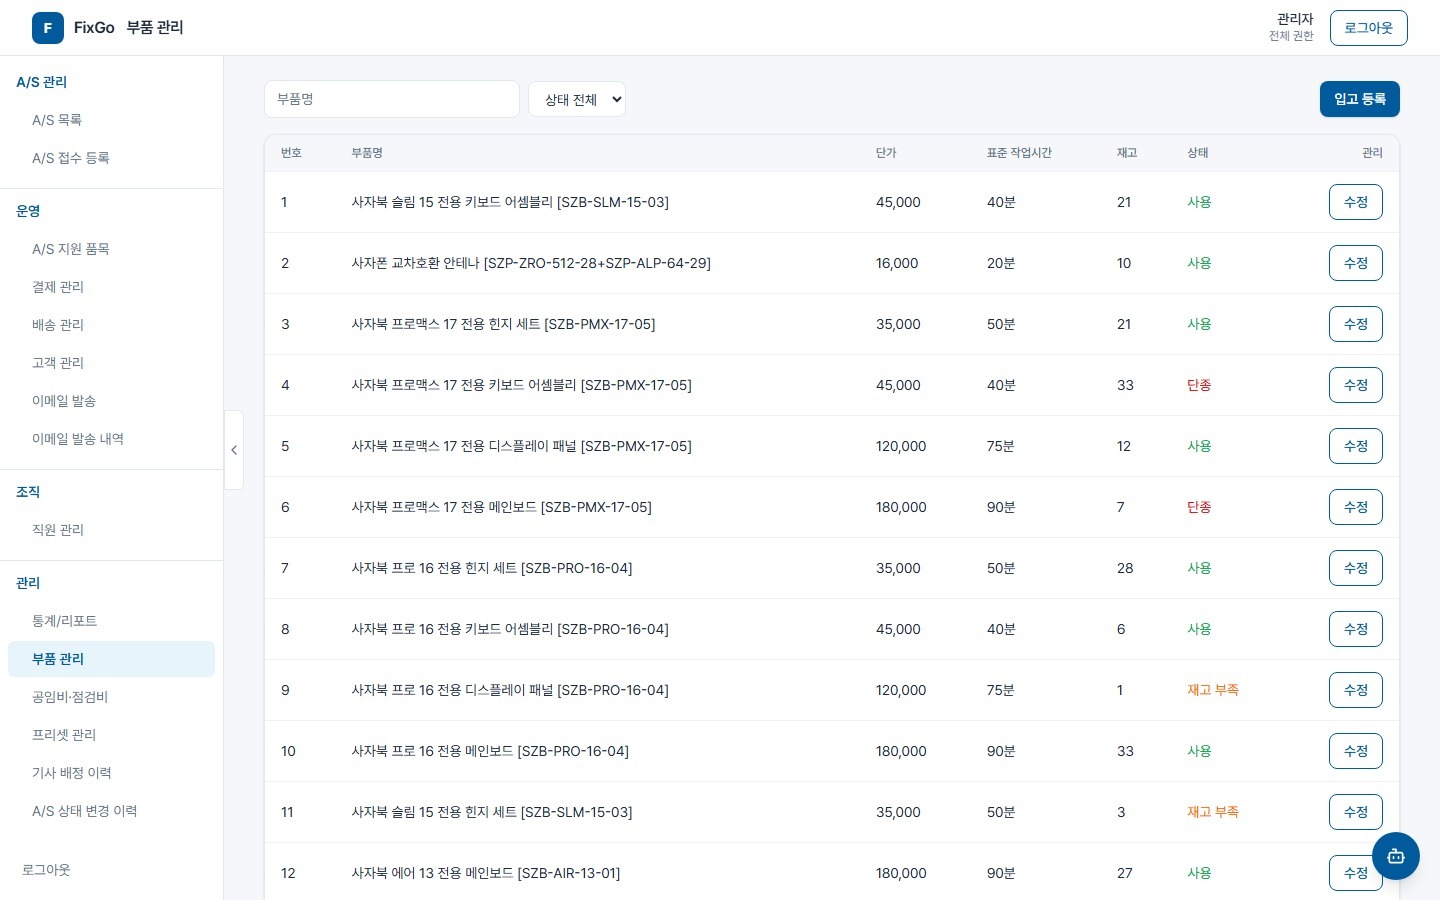 F FixGo 부품 관리
관리자
전체 권한
로그아웃
A/S 관리
A/S 목록
A/S 접수 등록
운영
A/S 지원 품목
결제 관리
배송 관리
고객 관리
이메일 발송
이메일 발송 내역
조직
직원 관리
관리
통계/리포트
부품 관리
공임비·점검비
프리셋 관리
기사 배정 이력
A/S 상태 변경 이력
로그아웃
부품명 상태 전체 입고 등록
번호 부품명 단가 표준 작업시간 재고 상태 관리
1 사자북 슬림 15 전용 키보드 어셈블리 [SZB-SLM-15-03] 45,000 40분 21 사용 수정
2 사자폰 교차호환 안테나 [SZP-ZRO-512-28+SZP-ALP-64-29] 16,000 20분 10 사용 수정
3 사자북 프로맥스 17 전용 힌지 세트 [SZB-PMX-17-05] 35,000 50분 21 사용 수정
4 사자북 프로맥스 17 전용 키보드 어셈블리 [SZB-PMX-17-05] 45,000 40분 33 단종 수정
5 사자북 프로맥스 17 전용 디스플레이 패널 [SZB-PMX-17-05] 120,000 75분 12 사용 수정
6 사자북 프로맥스 17 전용 메인보드 [SZB-PMX-17-05] 180,000 90분 7 단종 수정
7 사자북 프로 16 전용 힌지 세트 [SZB-PRO-16-04] 35,000 50분 28 사용 수정
8 사자북 프로 16 전용 키보드 어셈블리 [SZB-PRO-16-04] 45,000 40분 6 사용 수정
9 사자북 프로 16 전용 디스플레이 패널 [SZB-PRO-16-04] 120,000 75분 1 재고 부족 수정
10 사자북 프로 16 전용 메인보드 [SZB-PRO-16-04] 180,000 90분 33 사용 수정
11 사자북 슬림 15 전용 힌지 세트 [SZB-SLM-15-03] 35,000 50분 3 재고 부족 수정
12 사자북 에어 13 전용 메인보드 [SZB-AIR-13-01] 180,000 90분 27 사용 수정